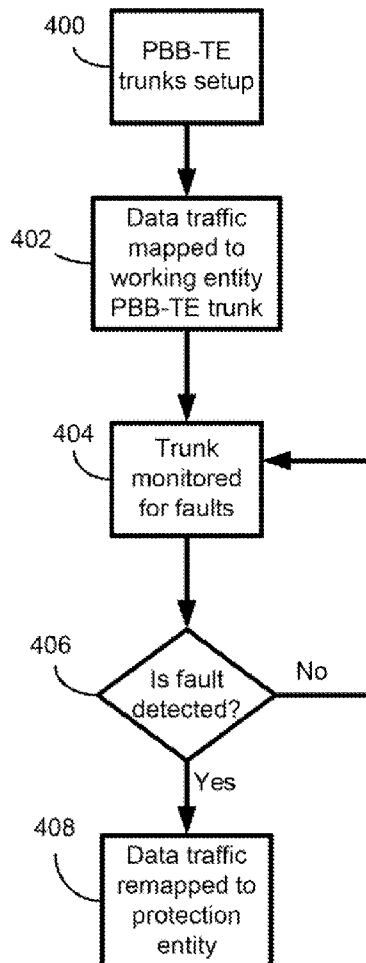 400
PBB-TE
trunks setup
402
Data traffic
mapped to
working entity
PBB-TE trunk
404
Trunk
monitored
for faults
406
Is fault
detected?
No
Yes
408
Data traffic
remapped to
protection
entity